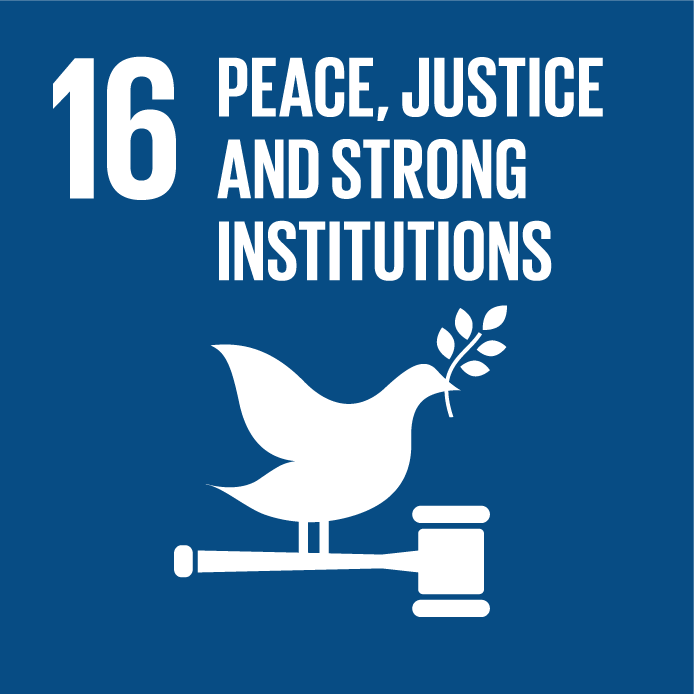 16
PEACE, JUSTICE
AND STRONG
INSTITUTIONS